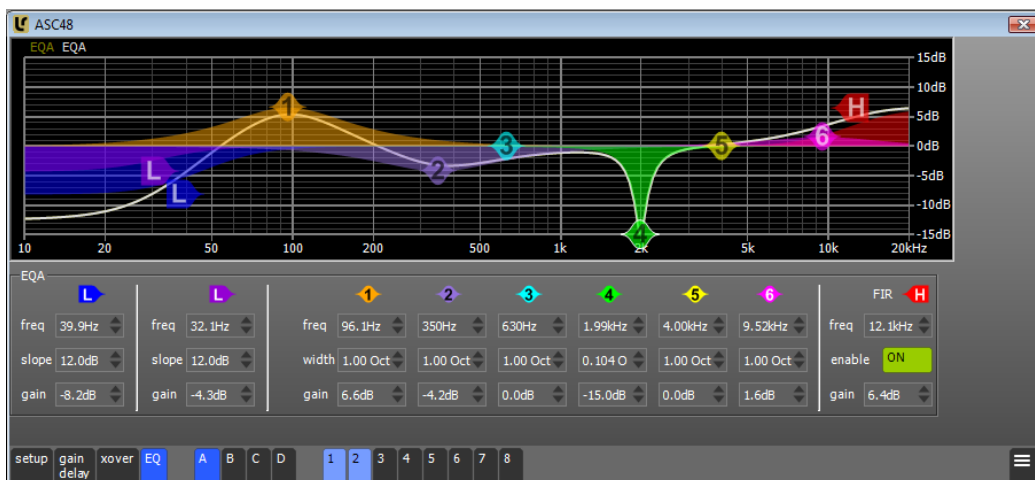 ASC48
EQA EQA
15dB
10dB
5dB
0dB
-5dB
-10dB
-15dB
L
L
1
2
3
4
5
6
H
10 20 50 100 200 500 1k 2k 5k 10k 20kHz
EQA
L L 1 2 3 4 5 6 FIR H
freq 39.9Hz freq 32.1Hz freq 96.1Hz 350Hz 630Hz 1.99kHz 4.00kHz 9.52kHz freq 12.1kHz
slope 12.0dB slope 12.0dB width 1.00 Oct 1.00 Oct 1.00 Oct 0.104 O 1.00 Oct 1.00 Oct enable ON
gain -8.2dB gain -4.3dB gain 6.6dB -4.2dB 0.0dB -15.0dB 0.0dB 1.6dB gain 6.4dB
setup gain delay xover EQ A B C D 1 2 3 4 5 6 7 8